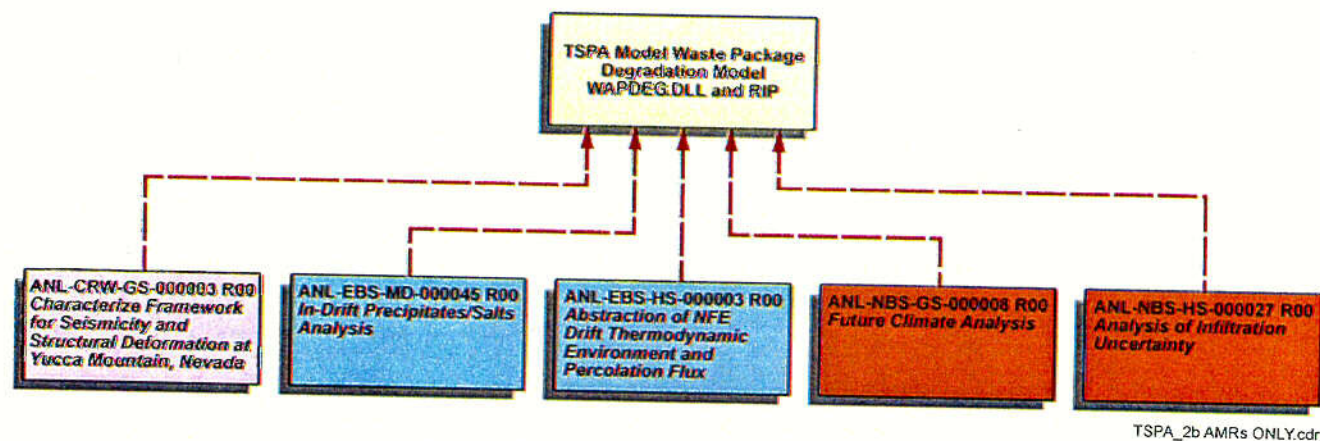 TSPA Model Waste Package
Degradation Model
WAPDEG.DLL and RIP
ANL-CRW-GS-000003 R00
Characterize Framework
for Seismicity and
Structural Deformation at
Yucca Mountain, Nevada
ANL-EBS-MD-000045 R00
In-Drift Precipitates/Salts
Analysis
ANL-EBS-HS-000003 R00
Abstraction of NFE
Drift Thermodynamic
Environment and
Percolation Flux
ANL-NBS-GS-000008 R00
Future Climate Analysis
ANL-NBS-HS-000027 R00
Analysis of Infiltration
Uncertainty
TSPA_2b AMRs ONLY.cdr